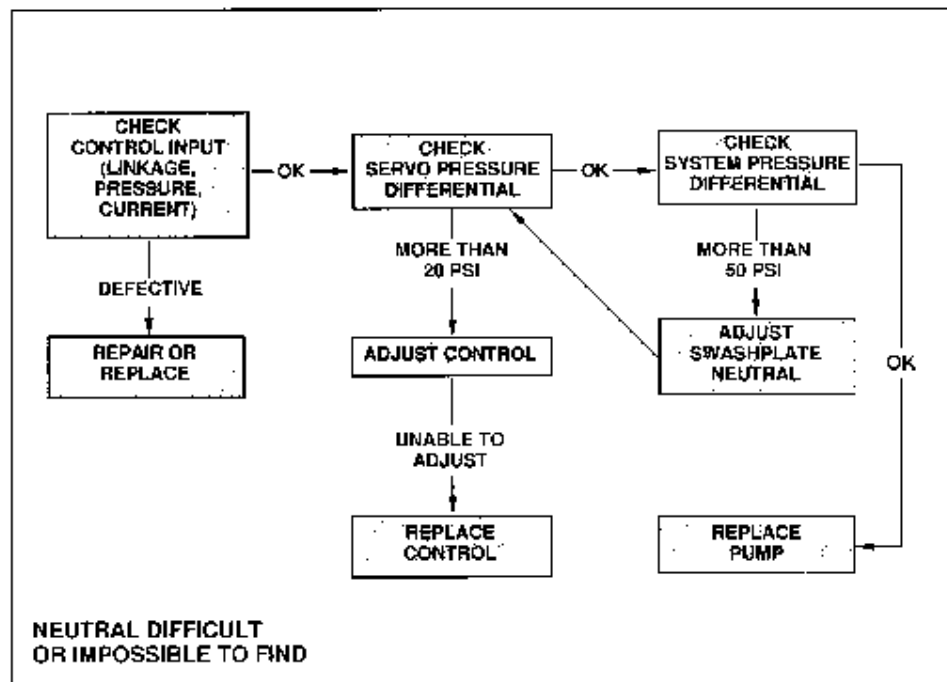 CHECK
CONTROL INPUT
(LINKAGE,
PRESSURE,
CURRENT)
OK
CHECK
SERVO PRESSURE
DIFFERENTIAL
OK
CHECK
SYSTEM PRESSURE
DIFFERENTIAL
DEFECTIVE
MORE THAN
20 PSI
MORE THAN
50 PSI
REPAIR OR
REPLACE
ADJUST CONTROL
ADJUST
SWASHPLATE
NEUTRAL
OK
UNABLE TO
ADJUST
REPLACE
CONTROL
REPLACE
PUMP
NEUTRAL DIFFICULT
OR IMPOSSIBLE TO FIND